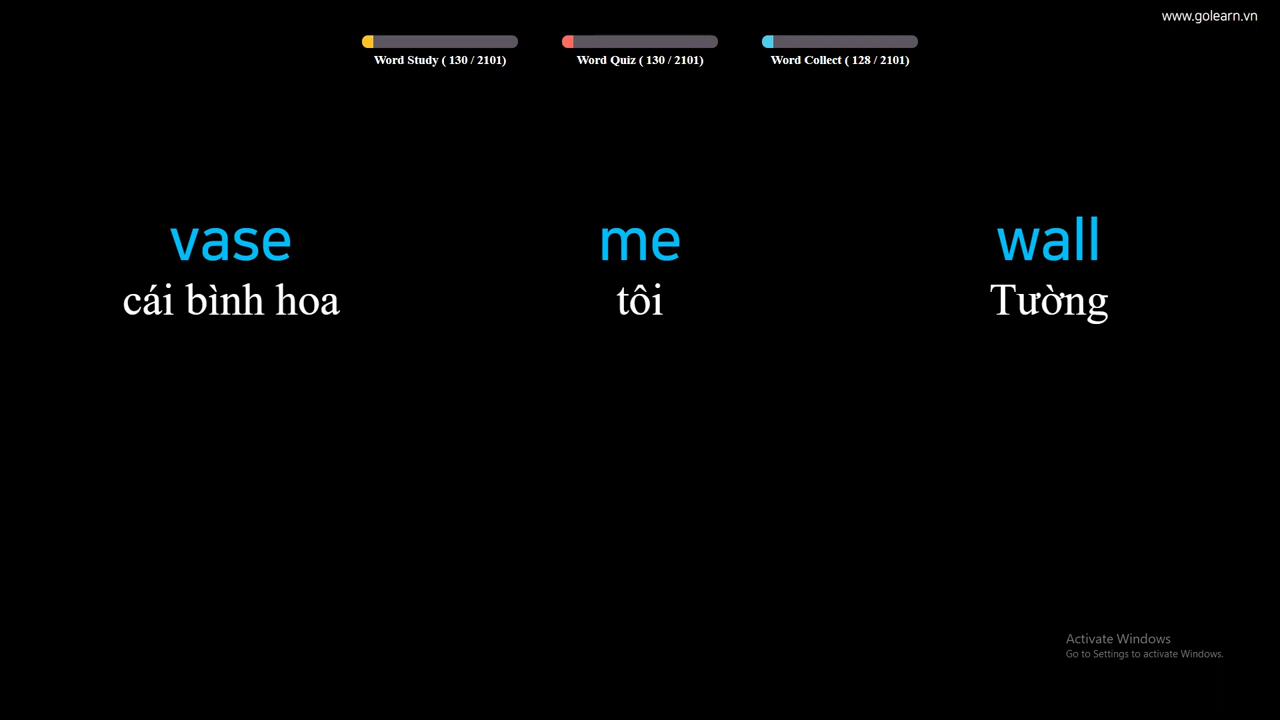 www.golearn.vn
Word Study ( 130 / 2101)
Word Quiz ( 130 / 2101)
Word Collect ( 128 / 2101)
vase
cái bình hoa
me
tôi
wall
Tường
Activate Windows
Go to Settings to activate Windows.